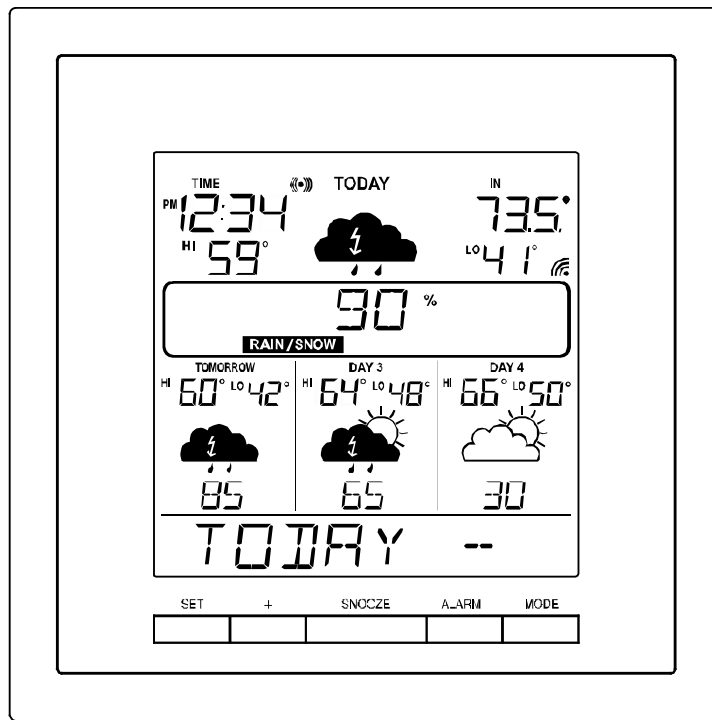 TIME TODAY IN
PM 12:34 73.5°
HI 59° LO 41°
90 %
RAIN/SNOW
TOMORROW DAY 3 DAY 4
HI 60° LO 42° HI 64° LO 48° HI 66° LO 50°
85 65 30
TODAY --
SET + SNOOZE ALARM MODE